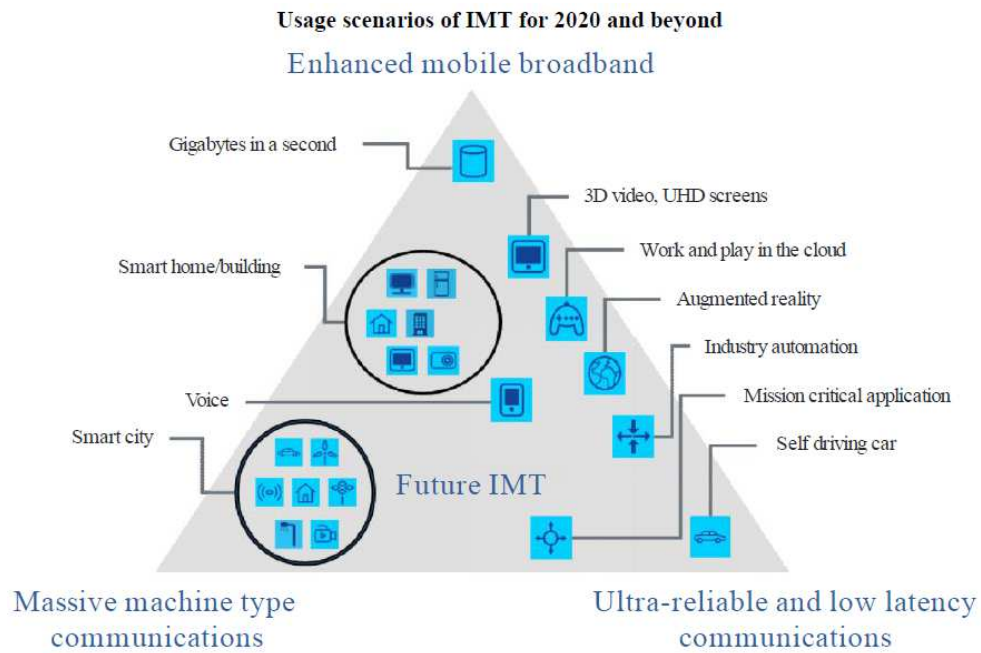 Usage scenarios of IMT for 2020 and beyond
Enhanced mobile broadband
Gigabytes in a second
3D video, UHD screens
Work and play in the cloud
Smart home/building
Augmented reality
Industry automation
Mission critical application
Voice
Smart city
Self driving car
Future IMT
Massive machine type
communications
Ultra-reliable and low latency
communications